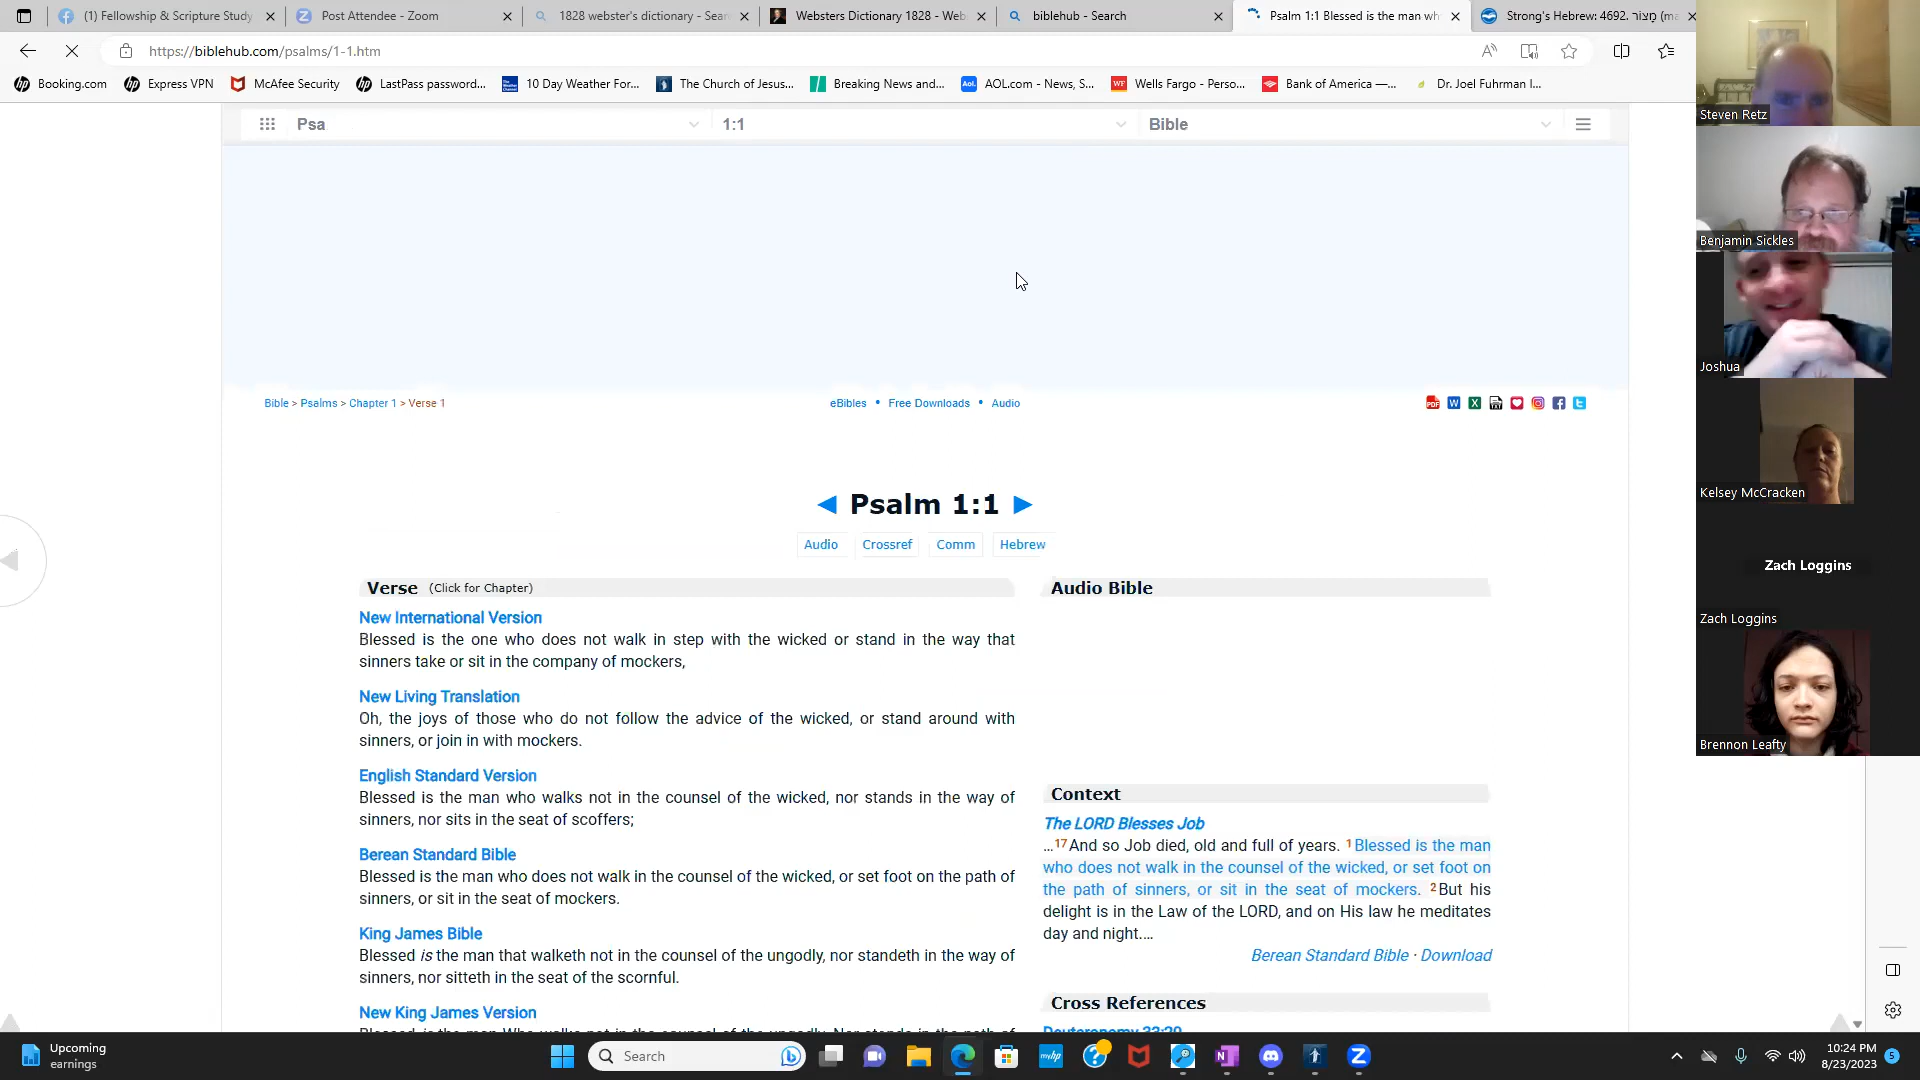 (1) Fellowship & Scripture Study
Post Attendee - Zoom
1828 webster's dictionary - Sear
Websters Dictionary 1828 - Web
biblehub - Search
Psalm 1:1 Blessed is the man wh
Strong's Hebrew: 4692. מָצוֹר (ma
https://biblehub.com/psalms/1-1.htm
Booking.com
Express VPN
McAfee Security
LastPass password...
10 Day Weather For...
The Church of Jesus...
Breaking News and...
AOL.com - News, S...
Wells Fargo - Perso...
Bank of America —...
Dr. Joel Fuhrman I...
Psa
1:1
Bible
Bible > Psalms > Chapter 1 > Verse 1
eBibles • Free Downloads • Audio
◄ Psalm 1:1 ►
Audio Crossref Comm Hebrew
Verse (Click for Chapter)
New International Version
Blessed is the one who does not walk in step with the wicked or stand in the way that
sinners take or sit in the company of mockers,
New Living Translation
Oh, the joys of those who do not follow the advice of the wicked, or stand around with
sinners, or join in with mockers.
English Standard Version
Blessed is the man who walks not in the counsel of the wicked, nor stands in the way of
sinners, nor sits in the seat of scoffers;
Berean Standard Bible
Blessed is the man who does not walk in the counsel of the wicked, or set foot on the path of
sinners, or sit in the seat of mockers.
King James Bible
Blessed is the man that walketh not in the counsel of the ungodly, nor standeth in the way of
sinners, nor sitteth in the seat of the scornful.
New King James Version
Audio Bible
Context
The LORD Blesses Job
…17And so Job died, old and full of years. 1Blessed is the man
who does not walk in the counsel of the wicked, or set foot on
the path of sinners, or sit in the seat of mockers. 2But his
delight is in the Law of the LORD, and on His law he meditates
day and night.…
Berean Standard Bible · Download
Cross References
Steven Retz
Benjamin Sickles
Joshua
Kelsey McCracken
Zach Loggins
Zach Loggins
Brennon Leafty
Upcoming
earnings
Search
10:24 PM
8/23/2023
5